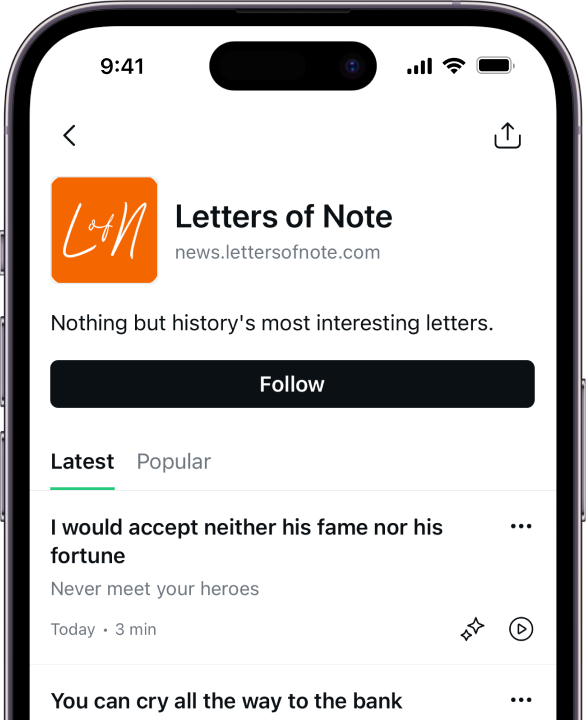 9:41
LofN
Letters of Note
news.lettersofnote.com
Nothing but history's most interesting letters.
Follow
Latest Popular
I would accept neither his fame nor his
fortune
Never meet your heroes
Today • 3 min
You can cry all the way to the bank